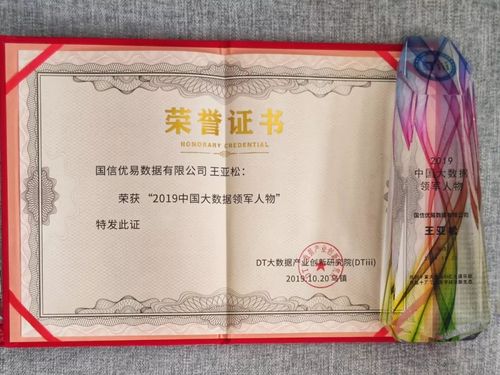 荣誉证书
HONORARY CREDENTIAL
国信优易数据有限公司 王亚松：
荣获“2019中国大数据领军人物”
特发此证
DT大数据产业创新研究院(DTiii)
2019.10.20 乌镇
2019
中国大数据
领军人物
国信优易数据有限公司
王亚松